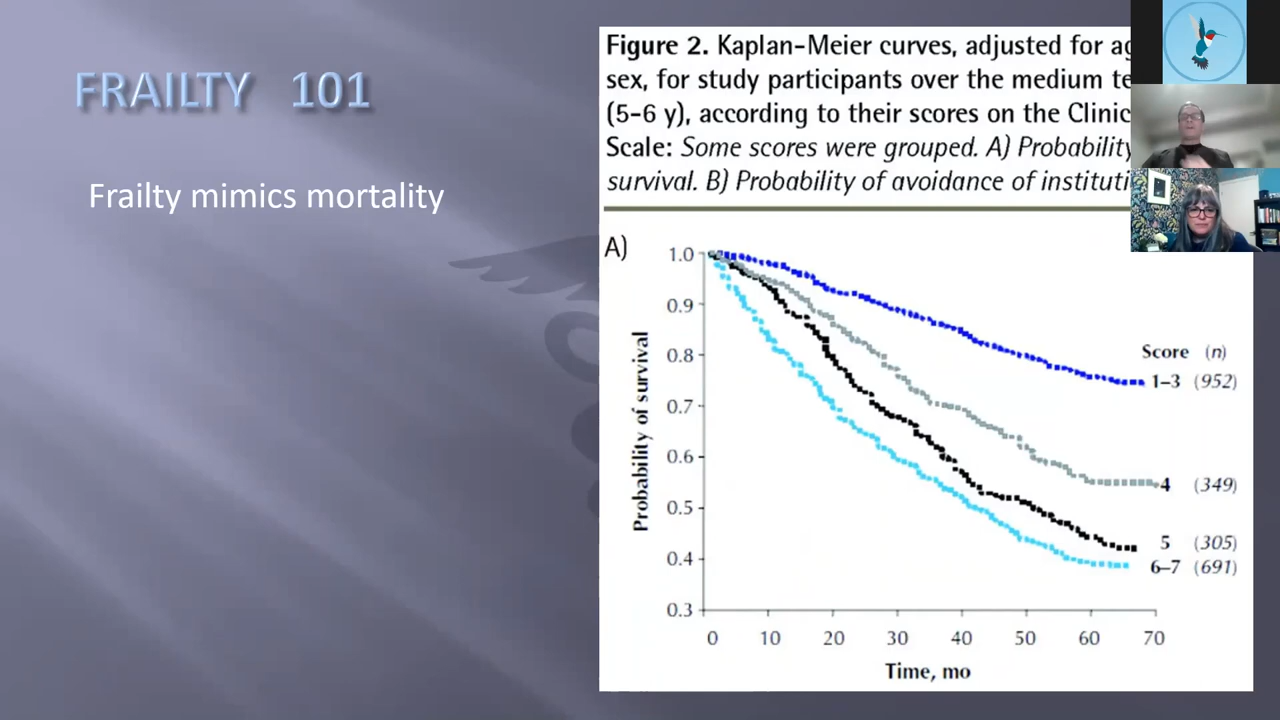 FRAILTY 101
Frailty mimics mortality
Figure 2. Kaplan-Meier curves, adjusted for
sex, for study participants over the medium
(5-6 y), according to their scores on the
Scale: Some scores were grouped. A) Probability
survival. B) Probability of avoidance of
A)
Probability of survival
1.0
0.9
0.8
0.7
0.6
0.5
0.4
0.3
Score (n)
1–3 (952)
4 (349)
5 (305)
6–7 (691)
0 10 20 30 40 50 60 70
Time, mo